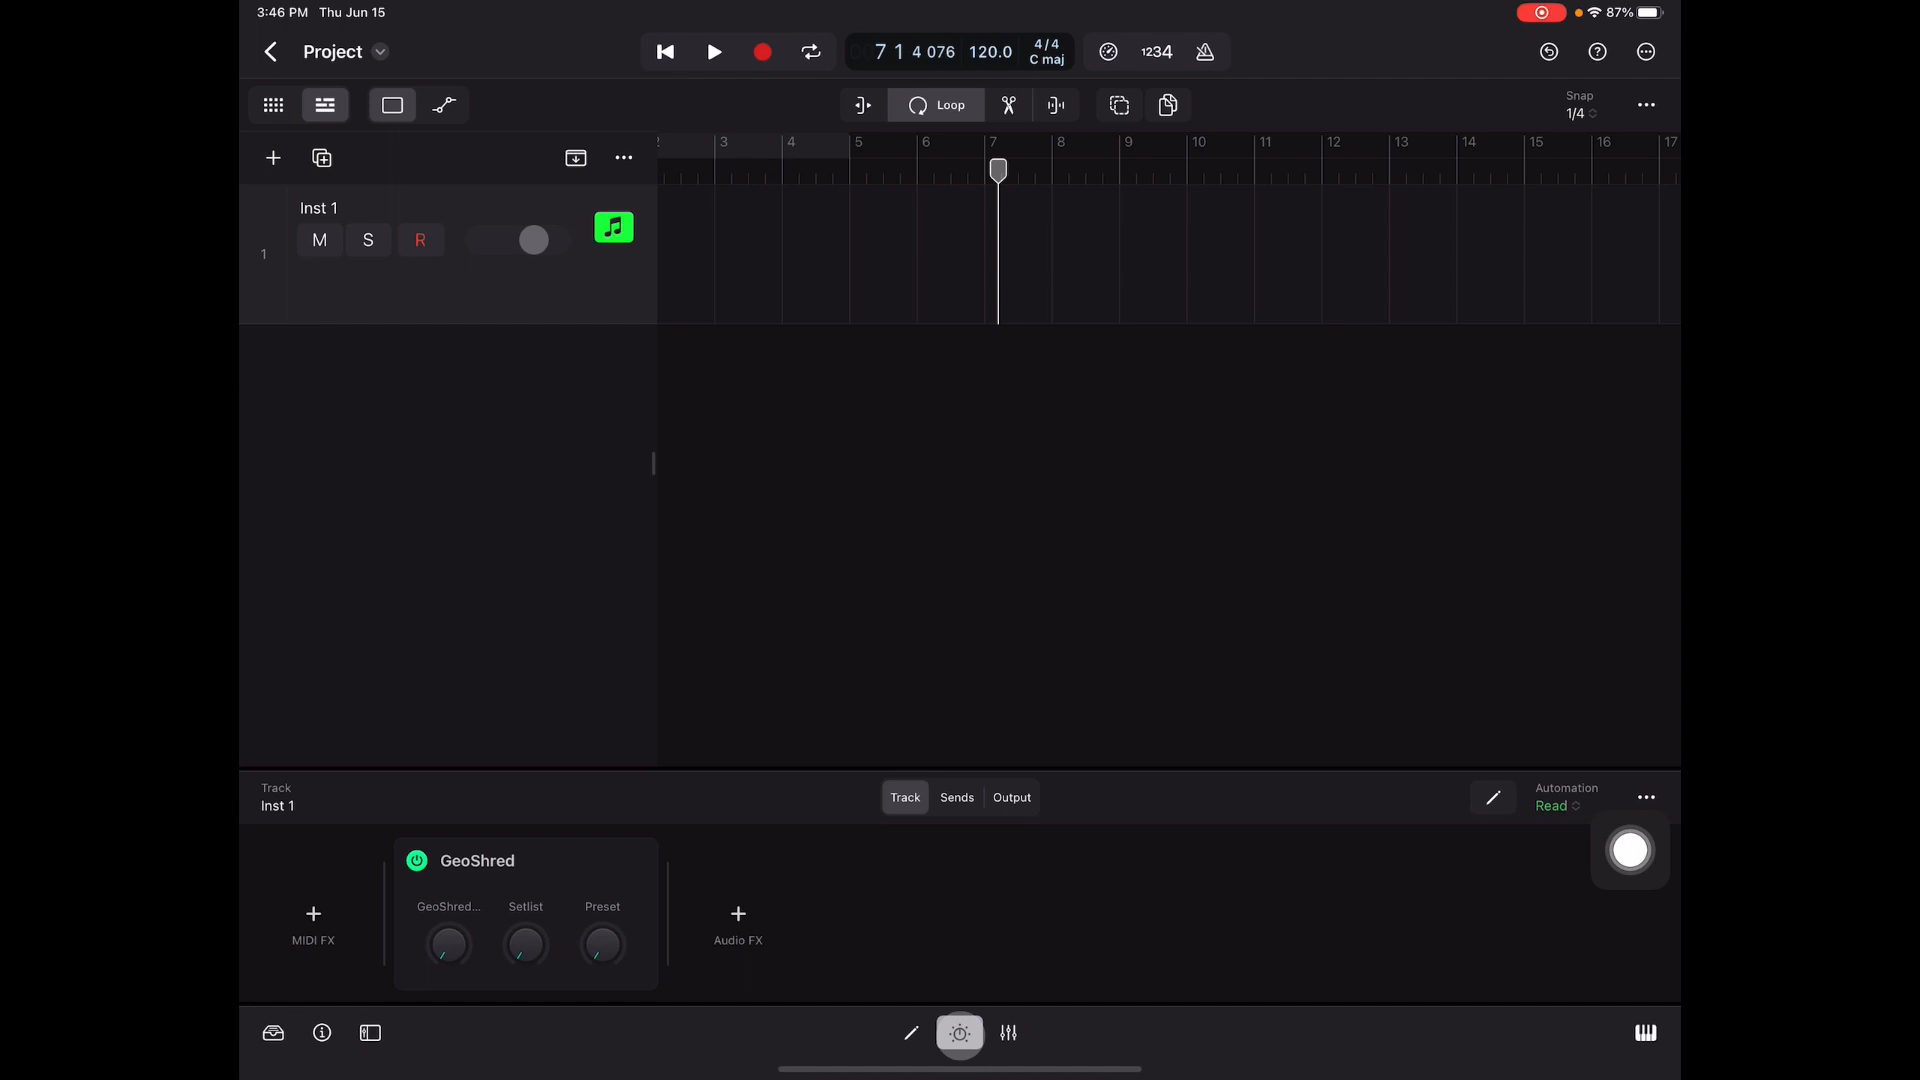 3:46 PM Thu Jun 15
87%
Project
7 1 4 076 120.0 4/4 C maj
1234
Loop
Snap
1/4
2 3 4 5 6 7 8 9 10 11 12 13 14 15 16 17
Inst 1
M S R
1
Track
Inst 1
Track Sends Output
Automation
Read
GeoShred
GeoShred... Setlist Preset
MIDI FX
Audio FX